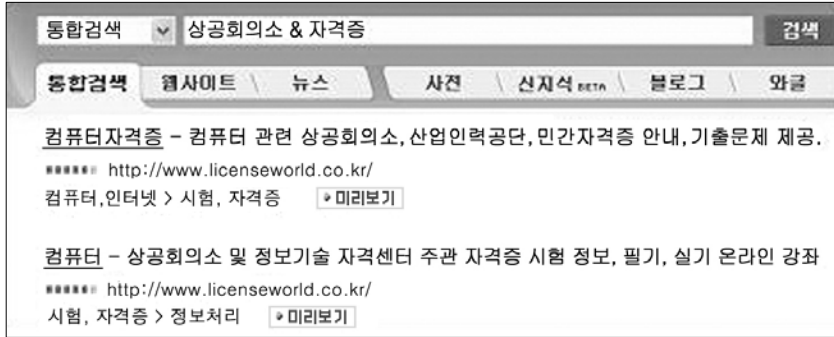 통합검색 상공회의소 & 자격증 검색
통합검색 웹사이트 뉴스 사전 신지식 BETA 블로그 와글
컴퓨터자격증 – 컴퓨터 관련 상공회의소, 산업인력공단, 민간자격증 안내, 기출문제 제공.
http://www.licenseworld.co.kr/
컴퓨터,인터넷 > 시험, 자격증 미리보기
컴퓨터 – 상공회의소 및 정보기술 자격센터 주관 자격증 시험 정보, 필기, 실기 온라인 강좌
http://www.licenseworld.co.kr/
시험, 자격증 > 정보처리 미리보기